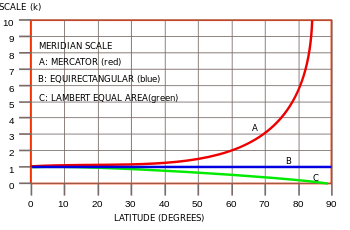 SCALE (k)
10
9
8
7
6
5
4
3
2
1
0
MERIDIAN SCALE
A: MERCATOR (red)
B: EQUIRECTANGULAR (blue)
C: LAMBERT EQUAL AREA(green)
A
B
C
0 10 20 30 40 50 60 70 80 90
LATITUDE (DEGREES)